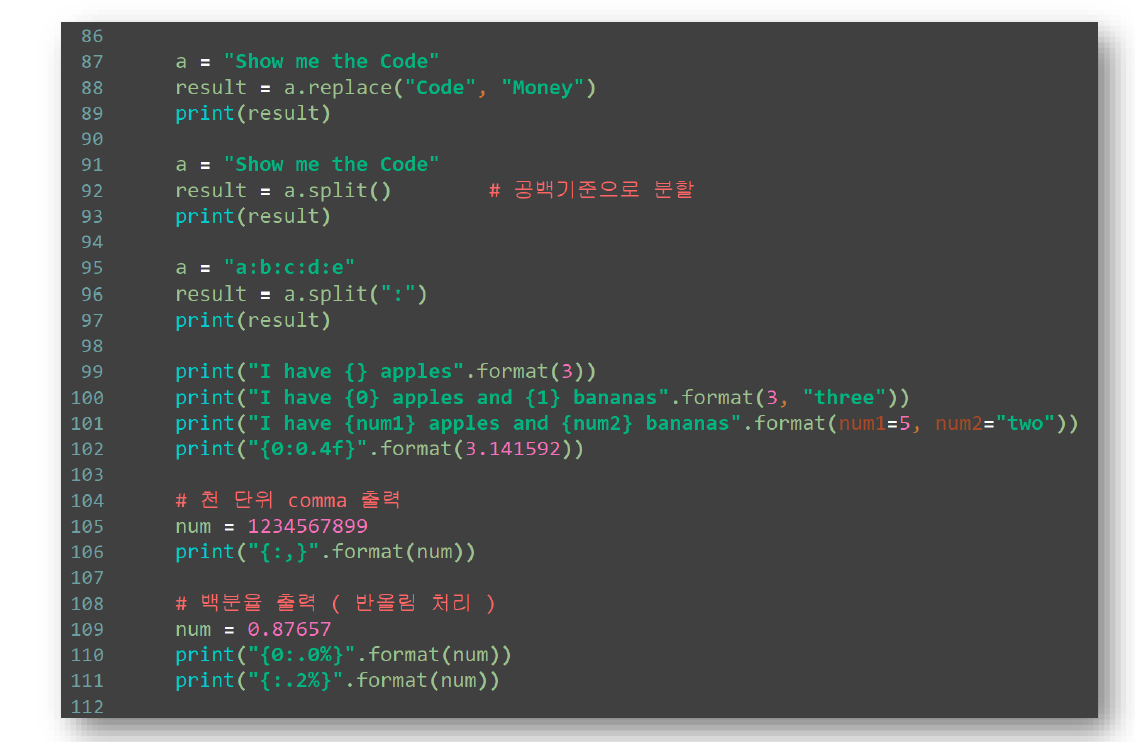 86
87 a = "Show me the Code"
88 result = a.replace("Code", "Money")
89 print(result)
90
91 a = "Show me the Code"
92 result = a.split() # 공백기준으로 분할
93 print(result)
94
95 a = "a:b:c:d:e"
96 result = a.split(":")
97 print(result)
98
99 print("I have {} apples".format(3))
100 print("I have {0} apples and {1} bananas".format(3, "three"))
101 print("I have {num1} apples and {num2} bananas".format(num1=5, num2="two"))
102 print("{0:0.4f}".format(3.141592))
103
104 # 천 단위 comma 출력
105 num = 1234567899
106 print("{:,}".format(num))
107
108 # 백분율 출력 ( 반올림 처리 )
109 num = 0.87657
110 print("{0:.0%}".format(num))
111 print("{:.2%}".format(num))
112